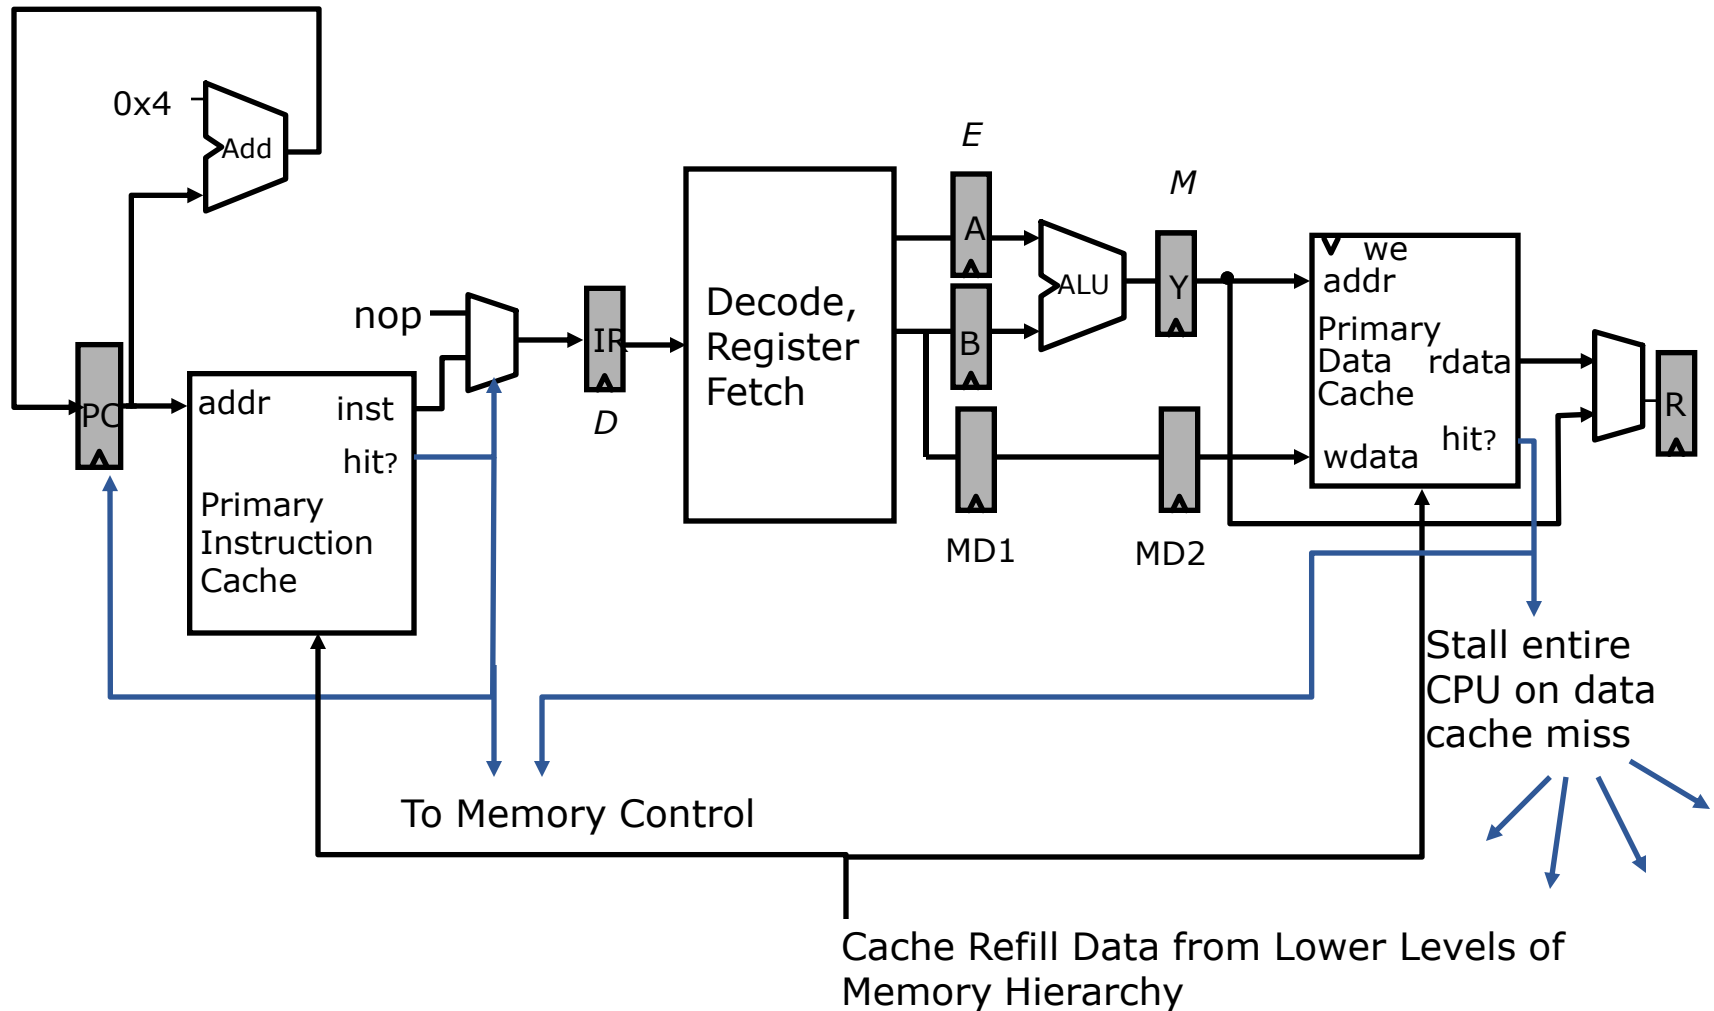 0x4
Add
E
M
A
we
addr
ALU
Y
Decode,
Register
Fetch
nop
IR
B
Primary
Data
Cache
rdata
PC
addr
inst
D
R
hit?
hit?
wdata
Primary
Instruction
Cache
MD1
MD2
Stall entire
CPU on data
cache miss
To Memory Control
Cache Refill Data from Lower Levels of
Memory Hierarchy